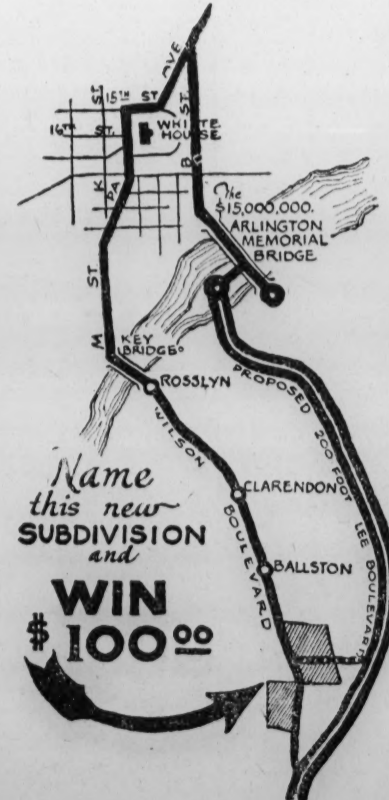 AVE
ST. 15TH ST
ST.
16TH ST.
WHITE
HOUSE
B
K
PA
The
$15,000,000.
ARLINGTON
MEMORIAL
BRIDGE
ST
M
KEY
BRIDGE
ROSSLYN
WILSON
BOULEVARD
PROPOSED 200 FOOT LEE BOULEVARD
CLARENDON
BALLSTON
Name
this new
SUBDIVISION
and
WIN
$100 00